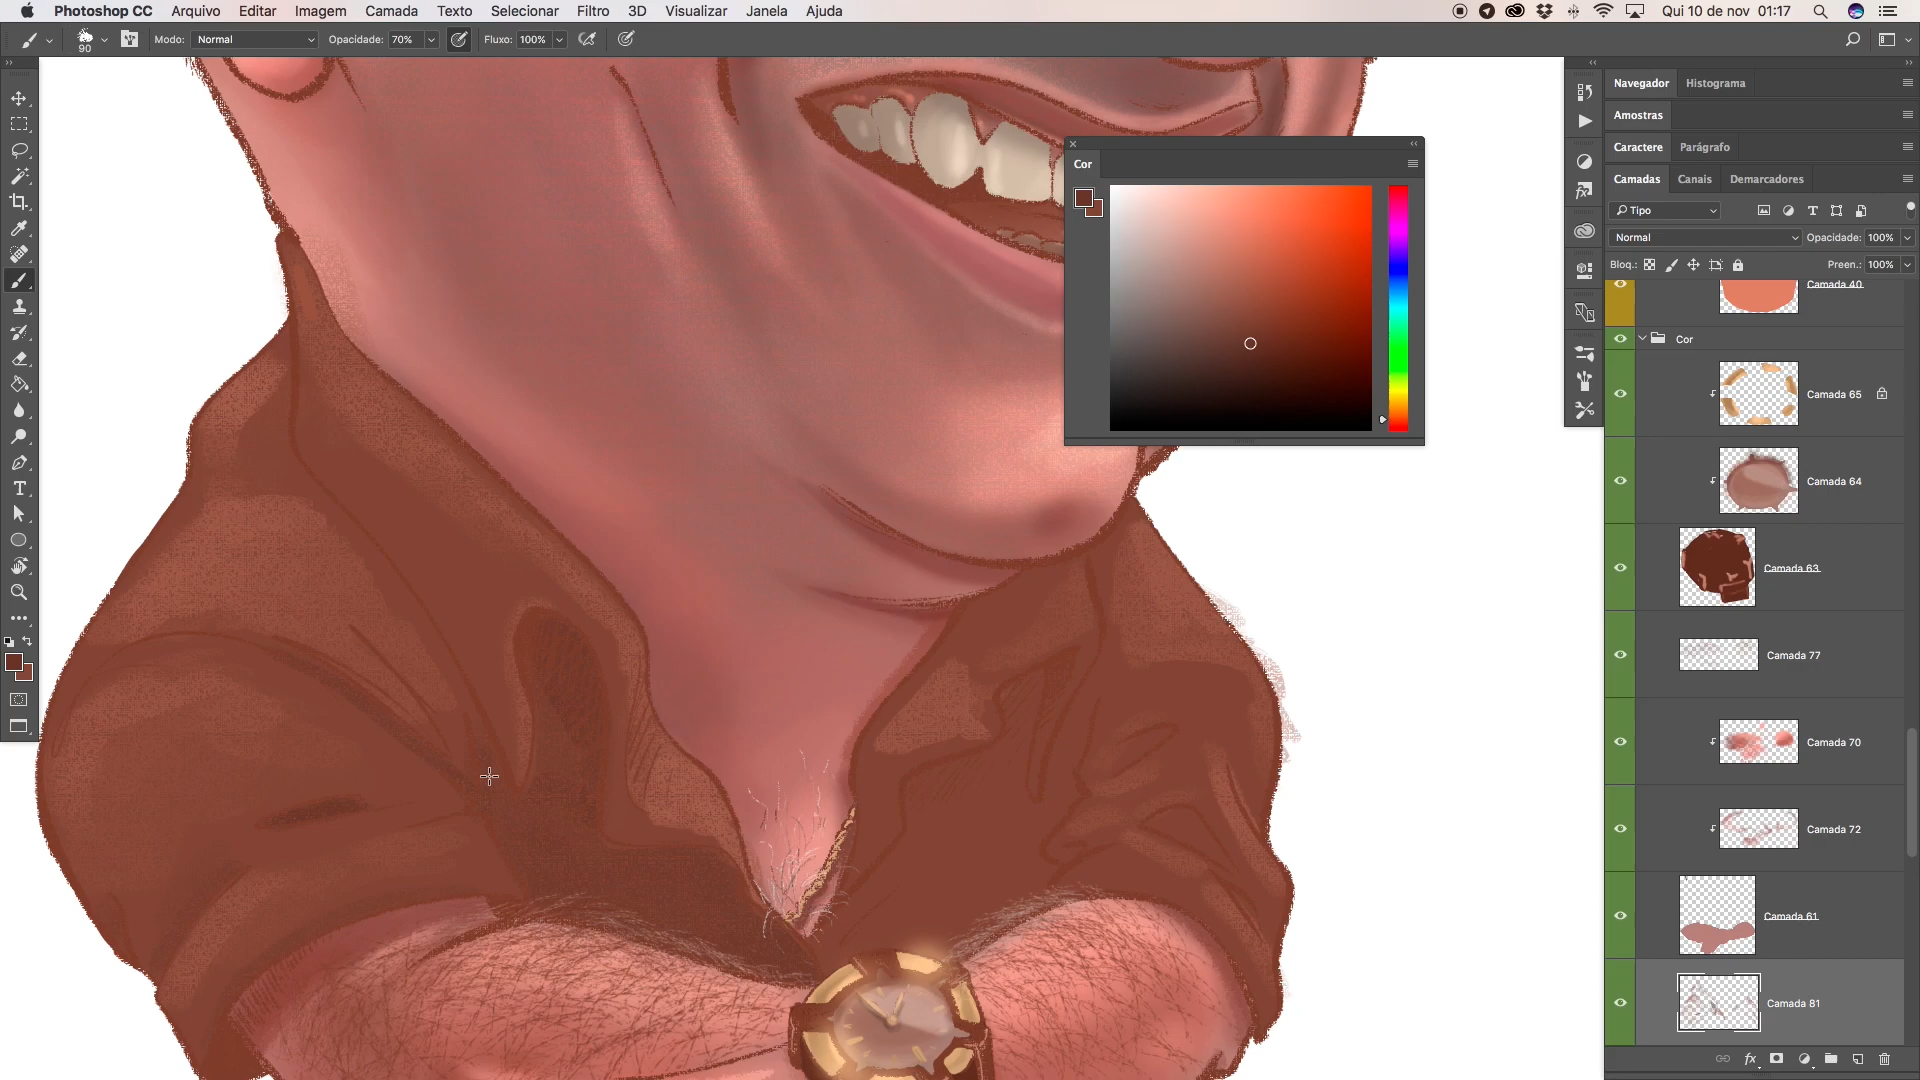 Photoshop CC Arquivo Editar Imagem Camada Texto Selecionar Filtro 3D Visualizar Janela Ajuda Qui 10 de nov 01:17
90 Modo: Normal Opacidade: 70% Fluxo: 100%
Navegador Histograma
Amostras
Caractere Parágrafo
Cor
Camadas Canais Demarcadores
Tipo
Normal Opacidade: 100%
Bloq.: Preen.: 100%
Camada 40
Cor
Camada 65
Camada 64
Camada 63
Camada 77
Camada 70
Camada 72
Camada 61
Camada 81
fx